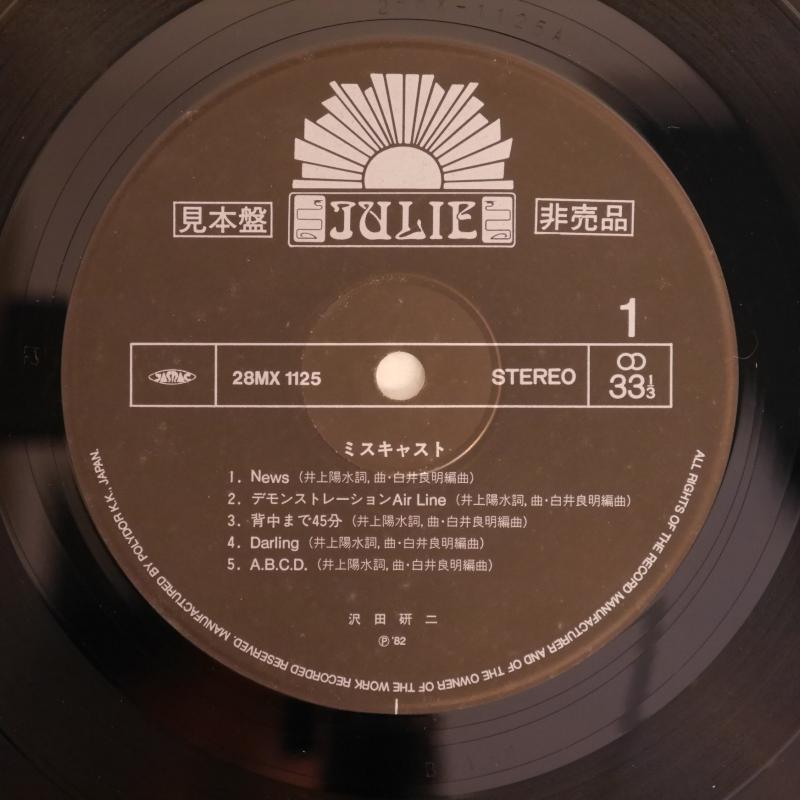 JULIE
見本盤
非売品
1
JASRAC
28MX 1125
STEREO
33 1/3
ミスキャスト
1. News (井上陽水詞, 曲・白井良明編曲)
2. デモンストレーションAir Line (井上陽水詞, 曲・白井良明編曲)
3. 背中まで45分 (井上陽水詞, 曲・白井良明編曲)
4. Darling (井上陽水詞, 曲・白井良明編曲)
5. A.B.C.D. (井上陽水詞, 曲・白井良明編曲)
沢田研二
Ⓟ '82
ALL RIGHTS OF THE RECORD MANUFACTURER AND OF THE OWNER OF THE WORK RECORDED RESERVED. MANUFACTURED BY POLYDOR K.K., JAPAN.